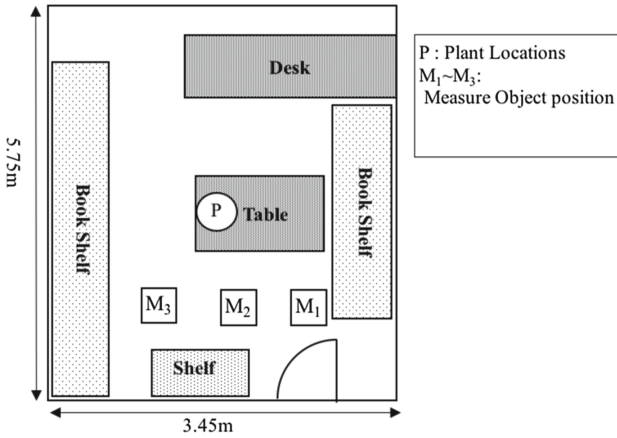 Desk
P : Plant Locations
M₁~M₃:
Measure Object position
5.75m
Book Shelf
P
Table
Book Shelf
M₃
M₂
M₁
Shelf
3.45m